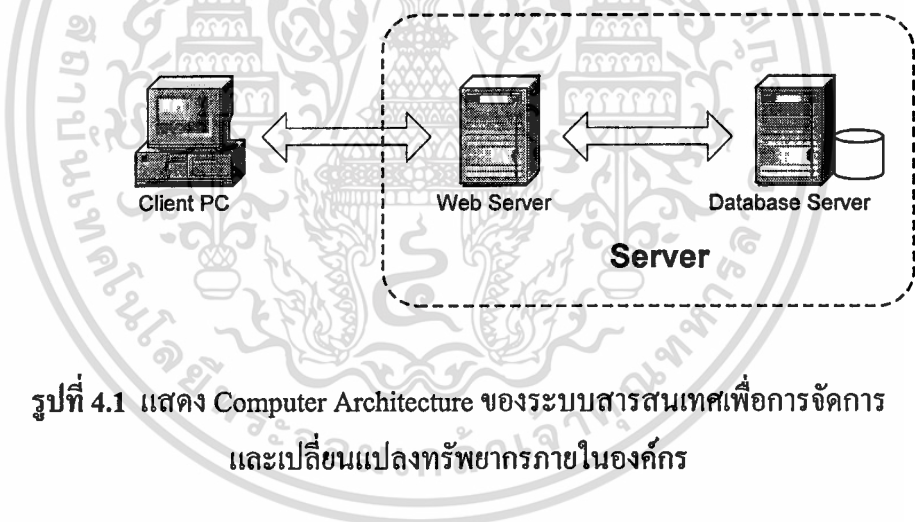 Client PC
Web Server
Database Server
Server
รูปที่ 4.1 แสดง Computer Architecture ของระบบสารสนเทศเพื่อการจัดการ
และเปลี่ยนแปลงทรัพยากรภายในองค์กร